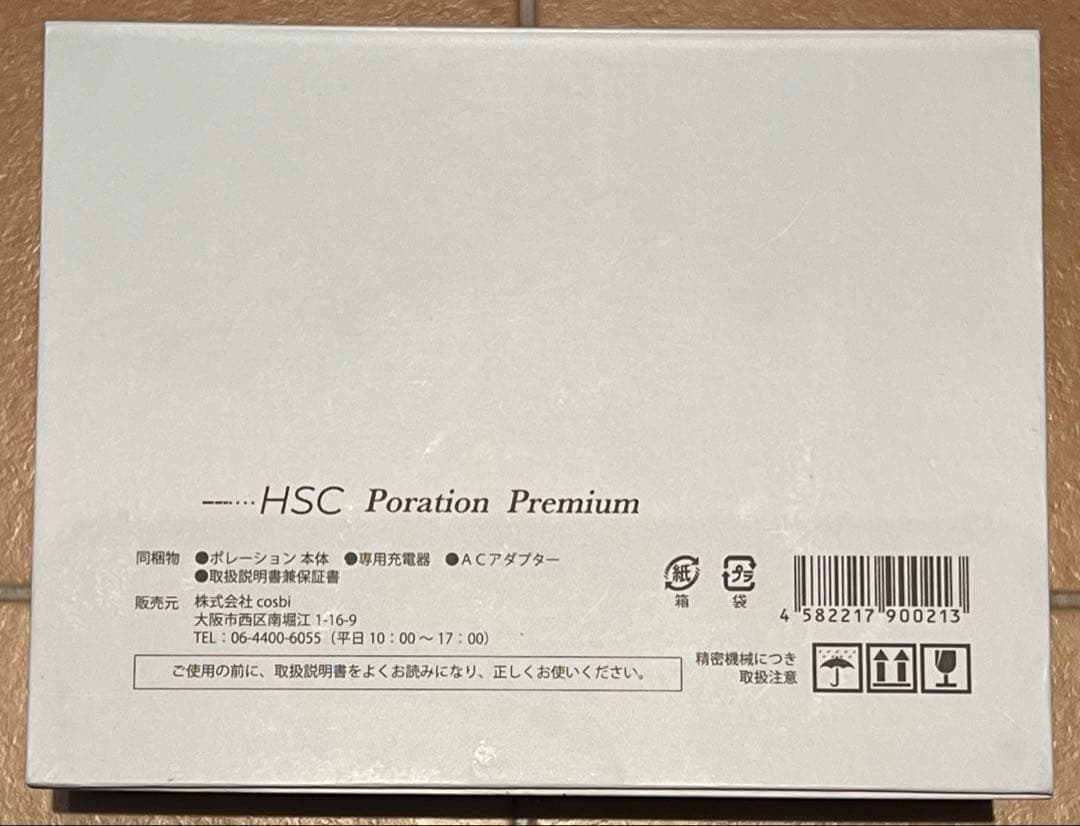 HSC Poration Premium
同梱物 ●ポレーション 本体 ●専用充電器 ●ACアダプター
●取扱説明書兼保証書
販売元 株式会社 cosbi
大阪市西区南堀江 1-16-9
TEL：06-4400-6055（平日 10：00 〜 17：00）
ご使用の前に、取扱説明書をよくお読みになり、正しくお使いください。
紙 プラ
箱 袋
4 582217 900213
精密機械につき
取扱注意